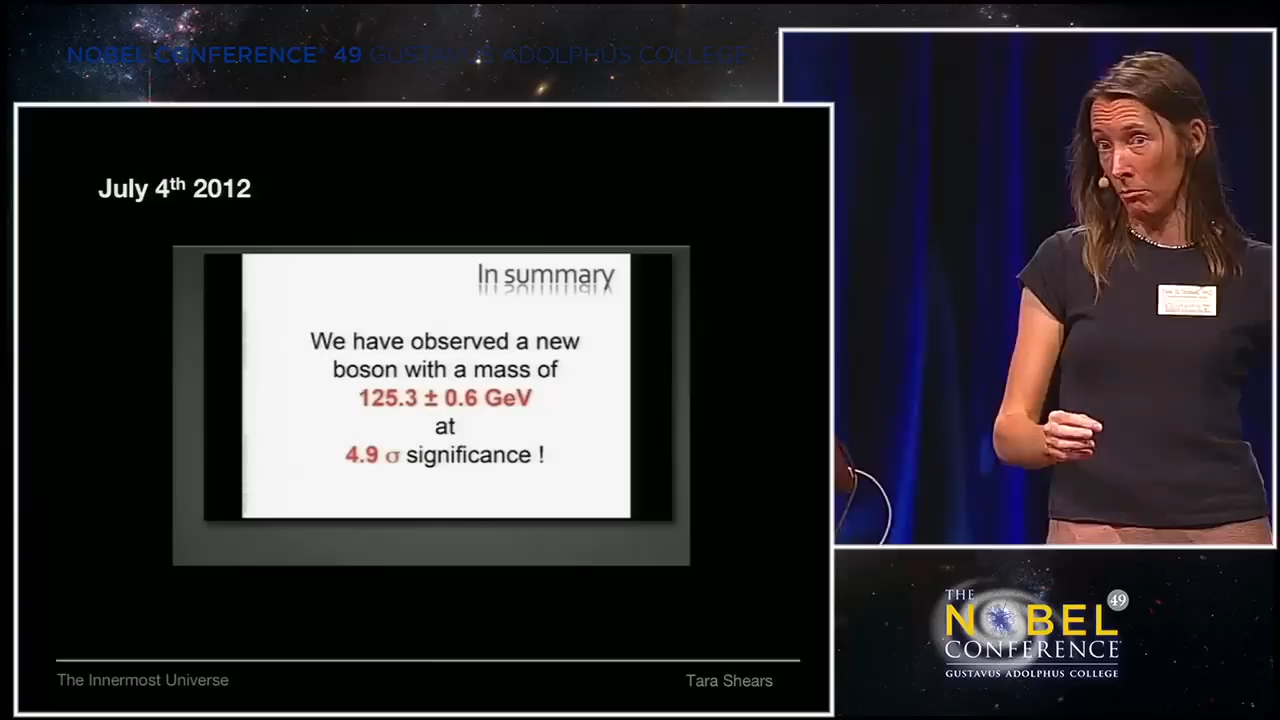 NOBEL CONFERENCE® 49 GUSTAVUS ADOLPHUS COLLEGE
July 4th 2012
In summary
We have observed a new
boson with a mass of
125.3 ± 0.6 GeV
at
4.9 σ significance !
The Innermost Universe
Tara Shears
THE
NOBEL
49
CONFERENCE
GUSTAVUS ADOLPHUS COLLEGE